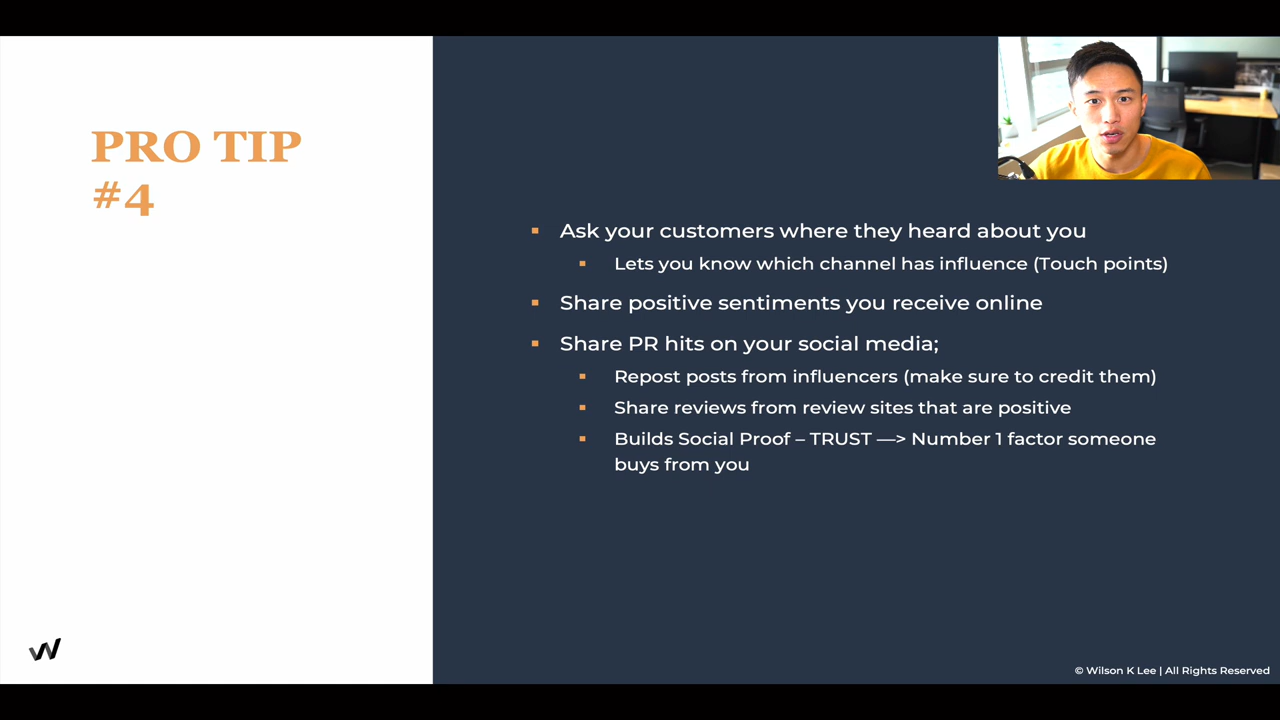 PRO TIP
#4
Ask your customers where they heard about you
Lets you know which channel has influence (Touch points)
Share positive sentiments you receive online
Share PR hits on your social media;
Repost posts from influencers (make sure to credit them)
Share reviews from review sites that are positive
Builds Social Proof – TRUST —> Number 1 factor someone
buys from you
© Wilson K Lee | All Rights Reserved